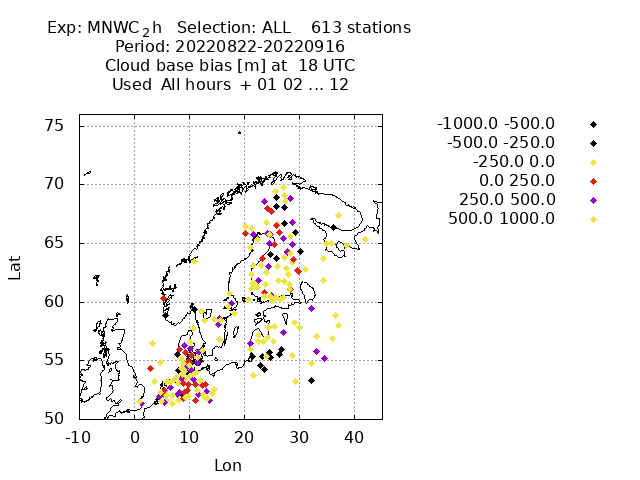 Exp: MNWC₂h Selection: ALL 613 stations
Period: 20220822-20220916
Cloud base bias [m] at 18 UTC
Used All hours + 01 02 ... 12
-1000.0 -500.0
-500.0 -250.0
-250.0 0.0
0.0 250.0
250.0 500.0
500.0 1000.0
75
70
65
60
55
50
Lat
-10 0 10 20 30 40
Lon